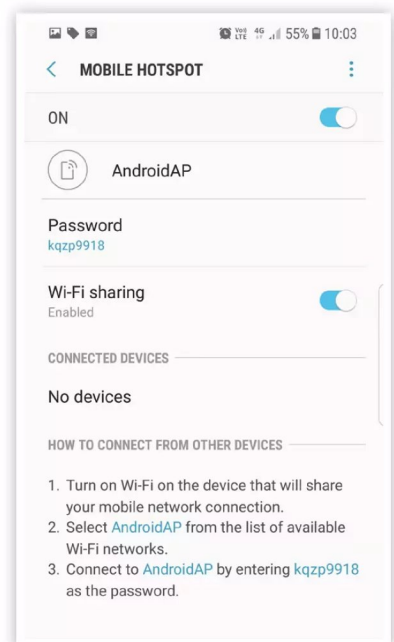 VoI) LTE 4G 55% 10:03
MOBILE HOTSPOT
ON
AndroidAP
Password
kqzp9918
Wi-Fi sharing
Enabled
CONNECTED DEVICES
No devices
HOW TO CONNECT FROM OTHER DEVICES
1. Turn on Wi-Fi on the device that will share
your mobile network connection.
2. Select AndroidAP from the list of available
Wi-Fi networks.
3. Connect to AndroidAP by entering kqzp9918
as the password.